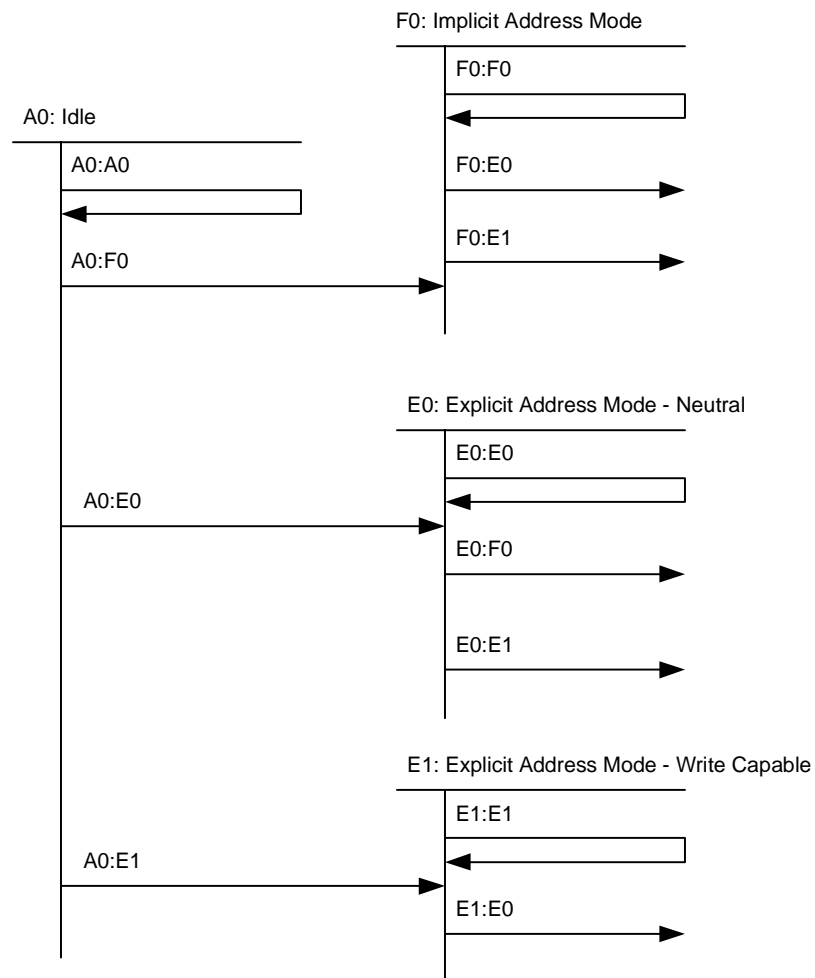 F0: Implicit Address Mode
F0:F0
A0: Idle
A0:A0
F0:E0
F0:E1
A0:F0
E0: Explicit Address Mode - Neutral
E0:E0
A0:E0
E0:F0
E0:E1
E1: Explicit Address Mode - Write Capable
E1:E1
A0:E1
E1:E0